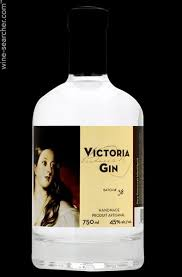 wine-searcher.com
VICTORIA
GIN
HANDMADE
PRODUIT ARTISANAL
750 ml
45% alc./vol.